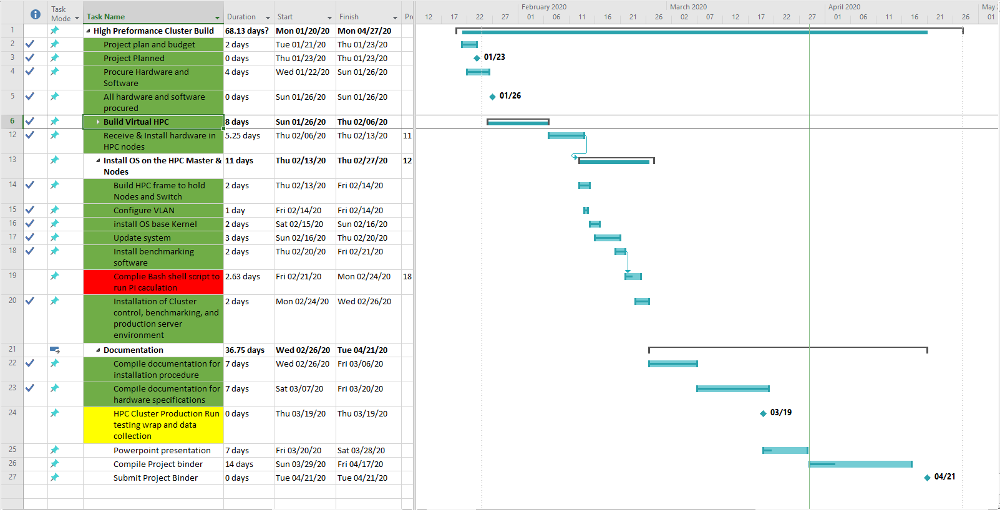 February 2020 March 2020 April 2020 May 2
Task Mode Task Name Duration Start Finish Pr
12 17 22 27 01 06 11 16 21 26 02 07 12 17 22 27 01 06 11 16 21 26 01
1 High Preformance Cluster Build 68.13 days? Mon 01/20/20 Mon 04/27/20
2 Project plan and budget 2 days Tue 01/21/20 Thu 01/23/20
3 Project Planned 0 days Thu 01/23/20 Thu 01/23/20 01/23
4 Procure Hardware and 4 days Wed 01/22/20 Sun 01/26/20
Software
5 All hardware and software 0 days Sun 01/26/20 Sun 01/26/20 01/26
procured
6 Build Virtual HPC 8 days Sun 01/26/20 Thu 02/06/20
12 Receive & Install hardware in 5.25 days Thu 02/06/20 Thu 02/13/20 11
HPC nodes
13 Install OS on the HPC Master & 11 days Thu 02/13/20 Thu 02/27/20 12
Nodes
14 Build HPC frame to hold 2 days Thu 02/13/20 Fri 02/14/20
Nodes and Switch
15 Configure VLAN 1 day Fri 02/14/20 Fri 02/14/20
16 install OS base Kernel 2 days Sat 02/15/20 Sun 02/16/20
17 Update system 3 days Sun 02/16/20 Thu 02/20/20
18 Install benchmarking 2 days Thu 02/20/20 Fri 02/21/20
software
19 Complie Bash shell script to 2.63 days Fri 02/21/20 Mon 02/24/20 18
run Pi caculation
20 Installation of Cluster 2 days Mon 02/24/20 Wed 02/26/20
control, benchmarking, and
production server
environment
21 Documentation 36.75 days Wed 02/26/20 Tue 04/21/20
22 Compile documentation for 7 days Wed 02/26/20 Fri 03/06/20
installation procedure
23 Compile documentation for 7 days Sat 03/07/20 Fri 03/20/20
hardware specifications
24 HPC Cluster Production Run 0 days Thu 03/19/20 Thu 03/19/20 03/19
testing wrap and data
collection
25 Powerpoint presentation 7 days Fri 03/20/20 Sat 03/28/20
26 Compile Project binder 14 days Sun 03/29/20 Fri 04/17/20
27 Submit Project Binder 0 days Tue 04/21/20 Tue 04/21/20 04/21